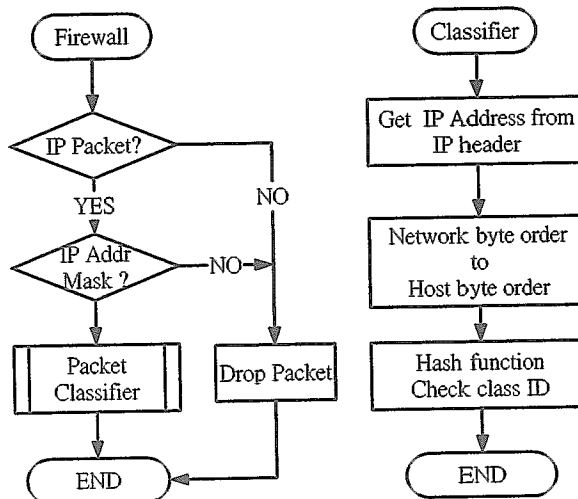 Firewall
IP Packet?
NO
YES
IP Addr
Mask ?
NO
Packet
Classifier
Drop Packet
END
Classifier
Get IP Address from
IP header
Network byte order
to
Host byte order
Hash function
Check class ID
END